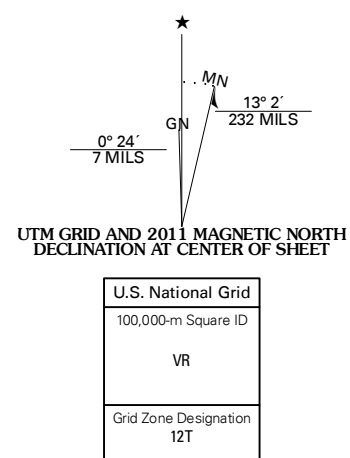 ★
MN
13° 2´
232 MILS
GN
0° 24´
7 MILS
UTM GRID AND 2011 MAGNETIC NORTH
DECLINATION AT CENTER OF SHEET
U.S. National Grid
100,000-m Square ID
VR
Grid Zone Designation
12T